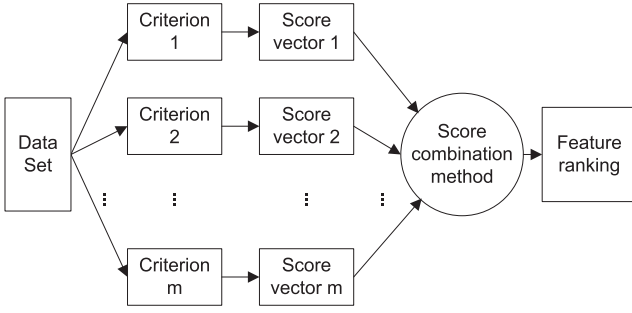 Data
Set
Criterion
1
Score
vector 1
Criterion
2
Score
vector 2
Criterion
m
Score
vector m
Score
combination
method
Feature
ranking